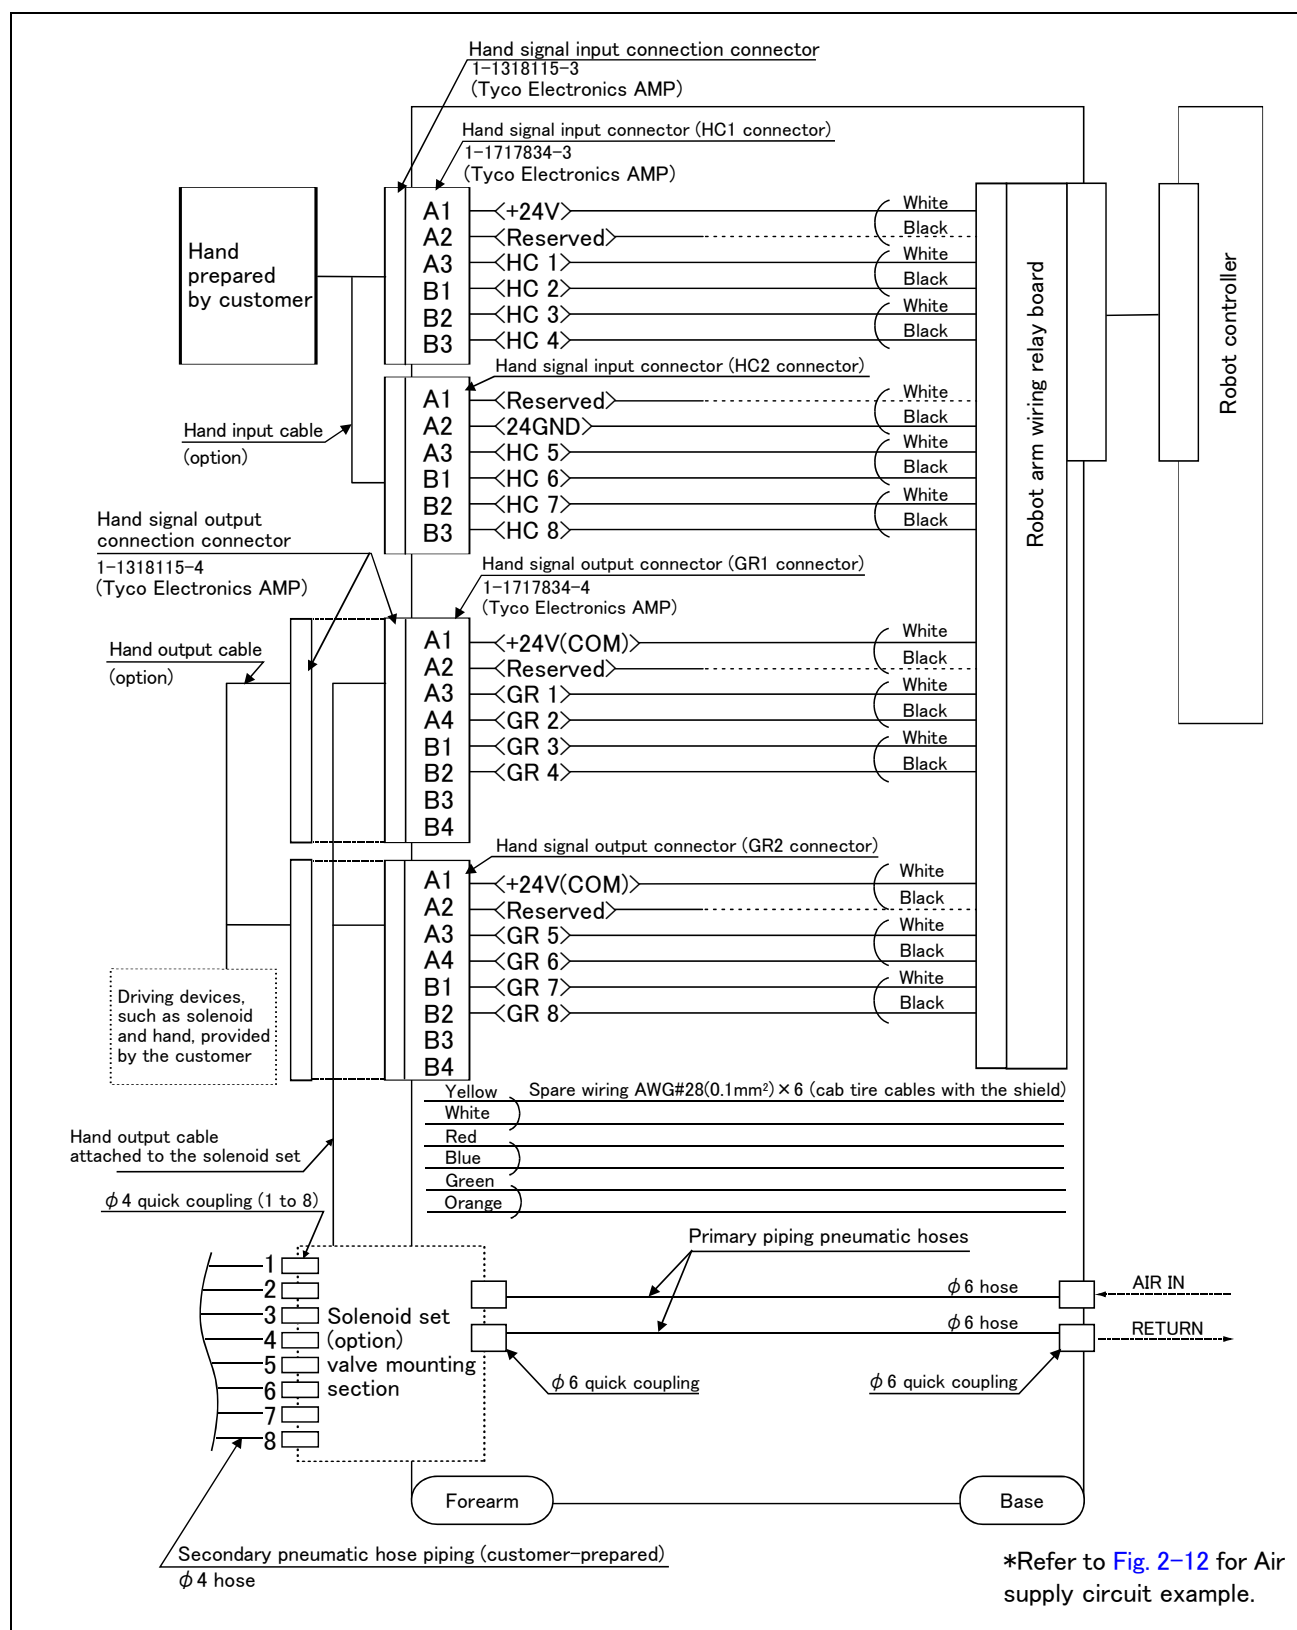 Hand signal input connection connector
1-1318115-3
(Tyco Electronics AMP)
Hand signal input connector (HC1 connector)
1-1717834-3
(Tyco Electronics AMP)
Hand
prepared
by customer
A1 <+24V> White
A2 <Reserved> Black
A3 <HC 1> White
B1 <HC 2> Black
B2 <HC 3> White
B3 <HC 4> Black
Robot arm wiring relay board
Robot controller
Hand signal input connector (HC2 connector)
A1 <Reserved> White
A2 <24GND> Black
A3 <HC 5> White
B1 <HC 6> Black
B2 <HC 7> White
B3 <HC 8> Black
Hand input cable
(option)
Hand signal output
connection connector
1-1318115-4
(Tyco Electronics AMP)
Hand signal output connector (GR1 connector)
1-1717834-4
(Tyco Electronics AMP)
A1 <+24V(COM)> White
A2 <Reserved> Black
A3 <GR 1> White
A4 <GR 2> Black
B1 <GR 3> White
B2 <GR 4> Black
B3
B4
Hand output cable
(option)
Hand signal output connector (GR2 connector)
A1 <+24V(COM)> White
A2 <Reserved> Black
A3 <GR 5> White
A4 <GR 6> Black
B1 <GR 7> White
B2 <GR 8> Black
B3
B4
Driving devices,
such as solenoid
and hand, provided
by the customer
Yellow Spare wiring AWG#28(0.1mm²)×6 (cab tire cables with the shield)
White
Red
Blue
Green
Orange
Hand output cable
attached to the solenoid set
φ4 quick coupling (1 to 8)
Primary piping pneumatic hoses
1
2
3
4
5
6
7
8
Solenoid set
(option)
valve mounting
section
φ6 hose
AIR IN
φ6 hose
RETURN
φ6 quick coupling
φ6 quick coupling
Forearm
Base
Secondary pneumatic hose piping (customer-prepared)
φ4 hose
*Refer to Fig. 2-12 for Air
supply circuit example.